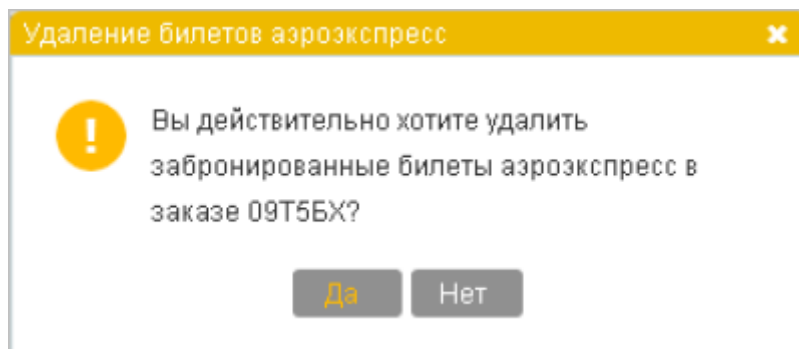 Удаление билетов аэроэкспресс
Вы действительно хотите удалить
забронированные билеты аэроэкспресс в
заказе 09Т5БХ?
Да
Нет